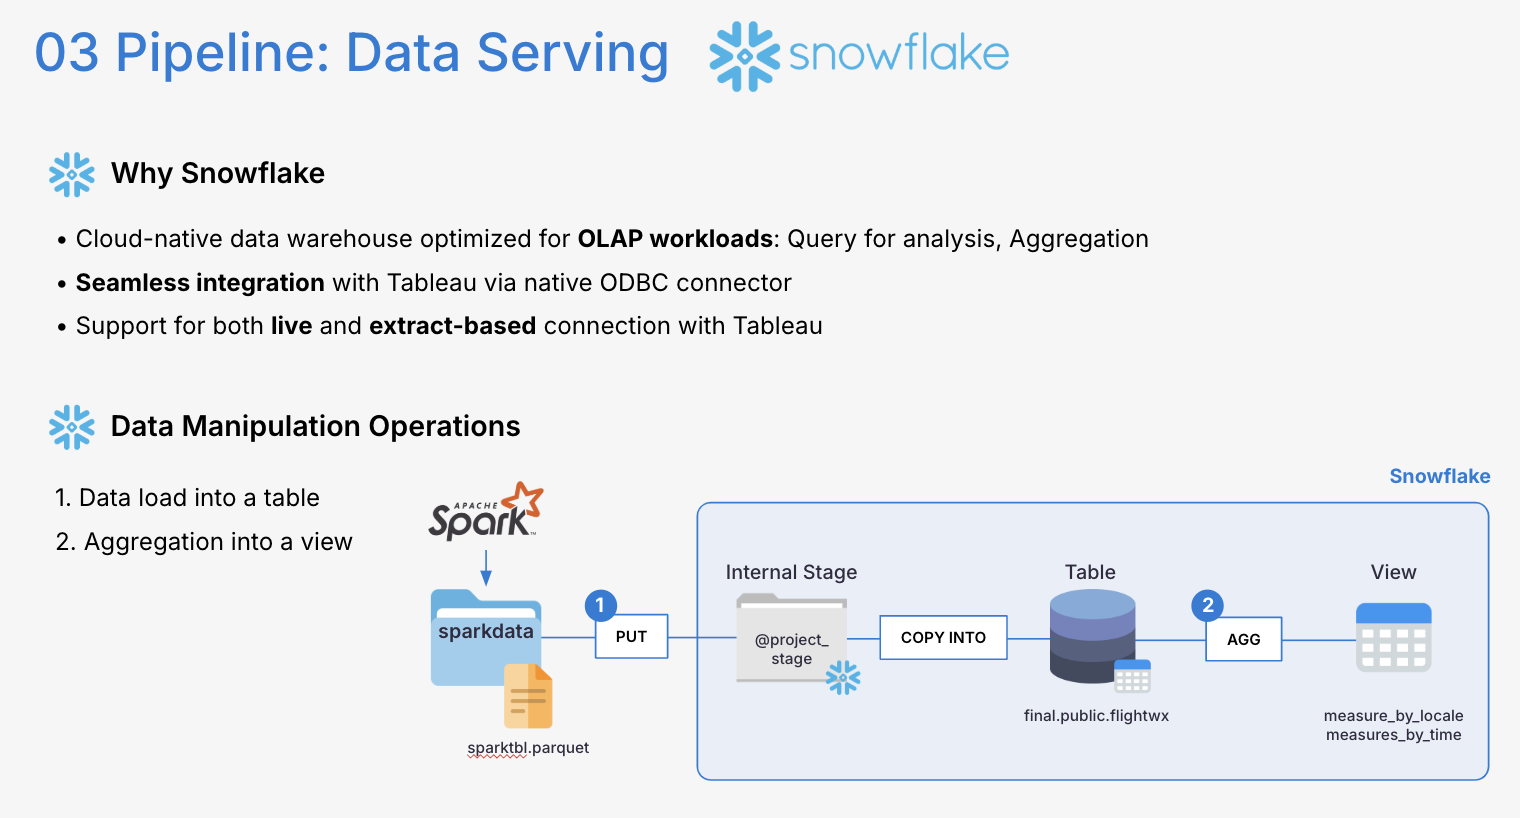 03 Pipeline: Data Serving
snowflake
Why Snowflake
• Cloud-native data warehouse optimized for OLAP workloads: Query for analysis, Aggregation
• Seamless integration with Tableau via native ODBC connector
• Support for both live and extract-based connection with Tableau
Data Manipulation Operations
1. Data load into a table
2. Aggregation into a view
APACHE
Spark™
sparkdata
sparktbl.parquet
1
PUT
Snowflake
Internal Stage
@project_
stage
COPY INTO
Table
final.public.flightwx
2
AGG
View
measure_by_locale
measures_by_time